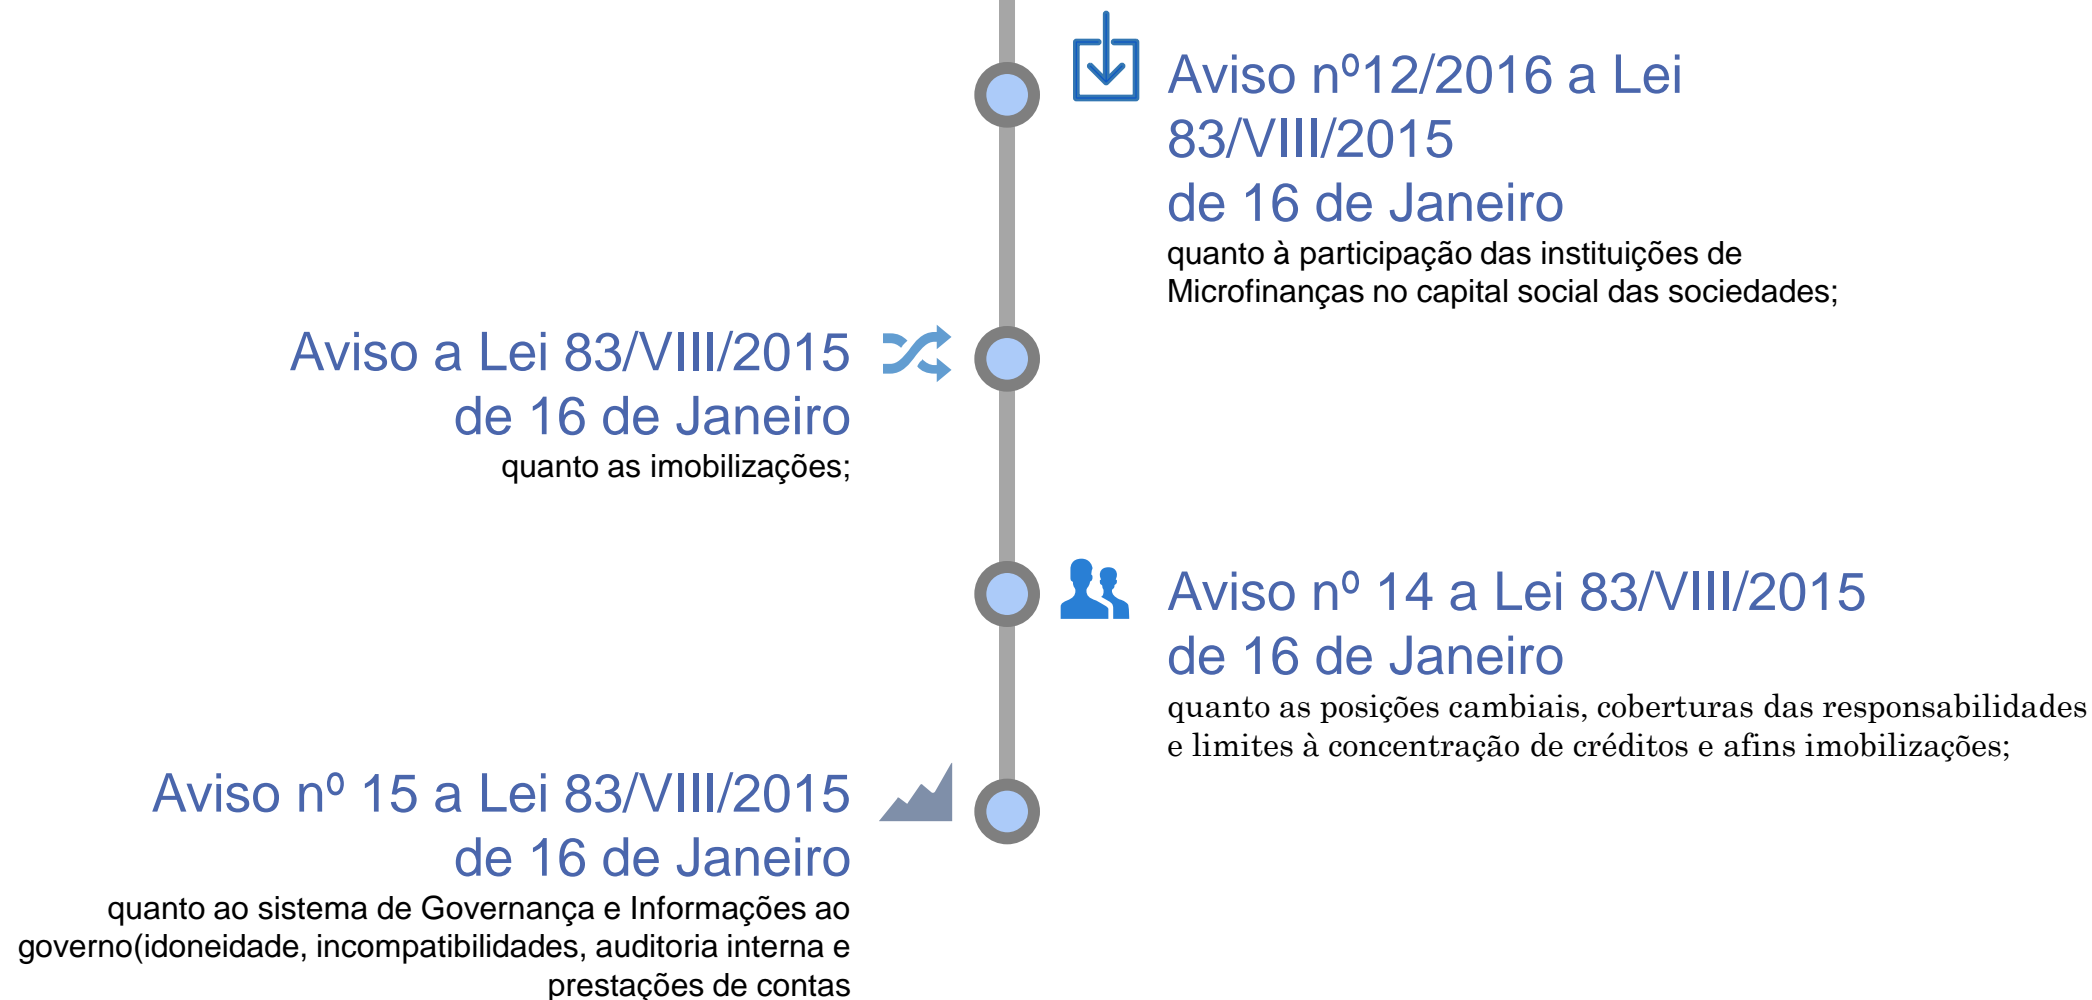 Aviso nº12/2016 a Lei
83/VIII/2015
de 16 de Janeiro
quanto à participação das instituições de
Microfinanças no capital social das sociedades;
Aviso a Lei 83/VIII/2015
de 16 de Janeiro
quanto as imobilizações;
Aviso nº 14 a Lei 83/VIII/2015
de 16 de Janeiro
quanto as posições cambiais, coberturas das responsabilidades
e limites à concentração de créditos e afins imobilizações;
Aviso nº 15 a Lei 83/VIII/2015
de 16 de Janeiro
quanto ao sistema de Governança e Informações ao
governo(idoneidade, incompatibilidades, auditoria interna e
prestações de contas